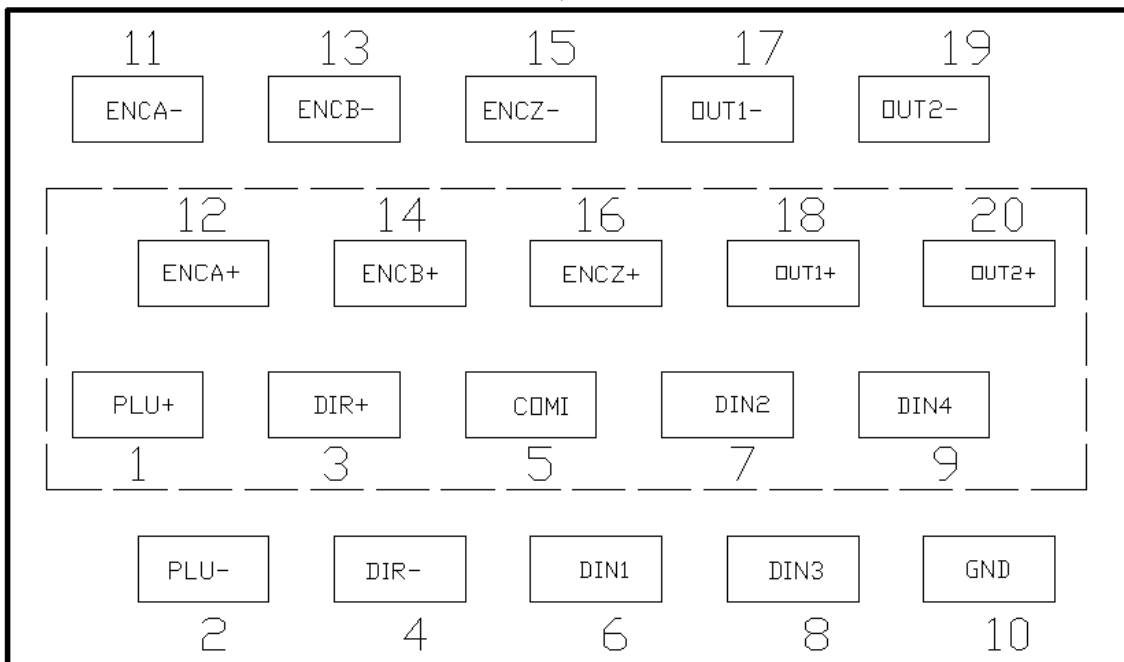 11 13 15 17 19
ENCA- ENCB- ENCZ- OUT1- OUT2-
12 14 16 18 20
ENCA+ ENCB+ ENCZ+ OUT1+ OUT2+
PLU+ DIR+ COMI DIN2 DIN4
1 3 5 7 9
PLU- DIR- DIN1 DIN3 GND
2 4 6 8 10